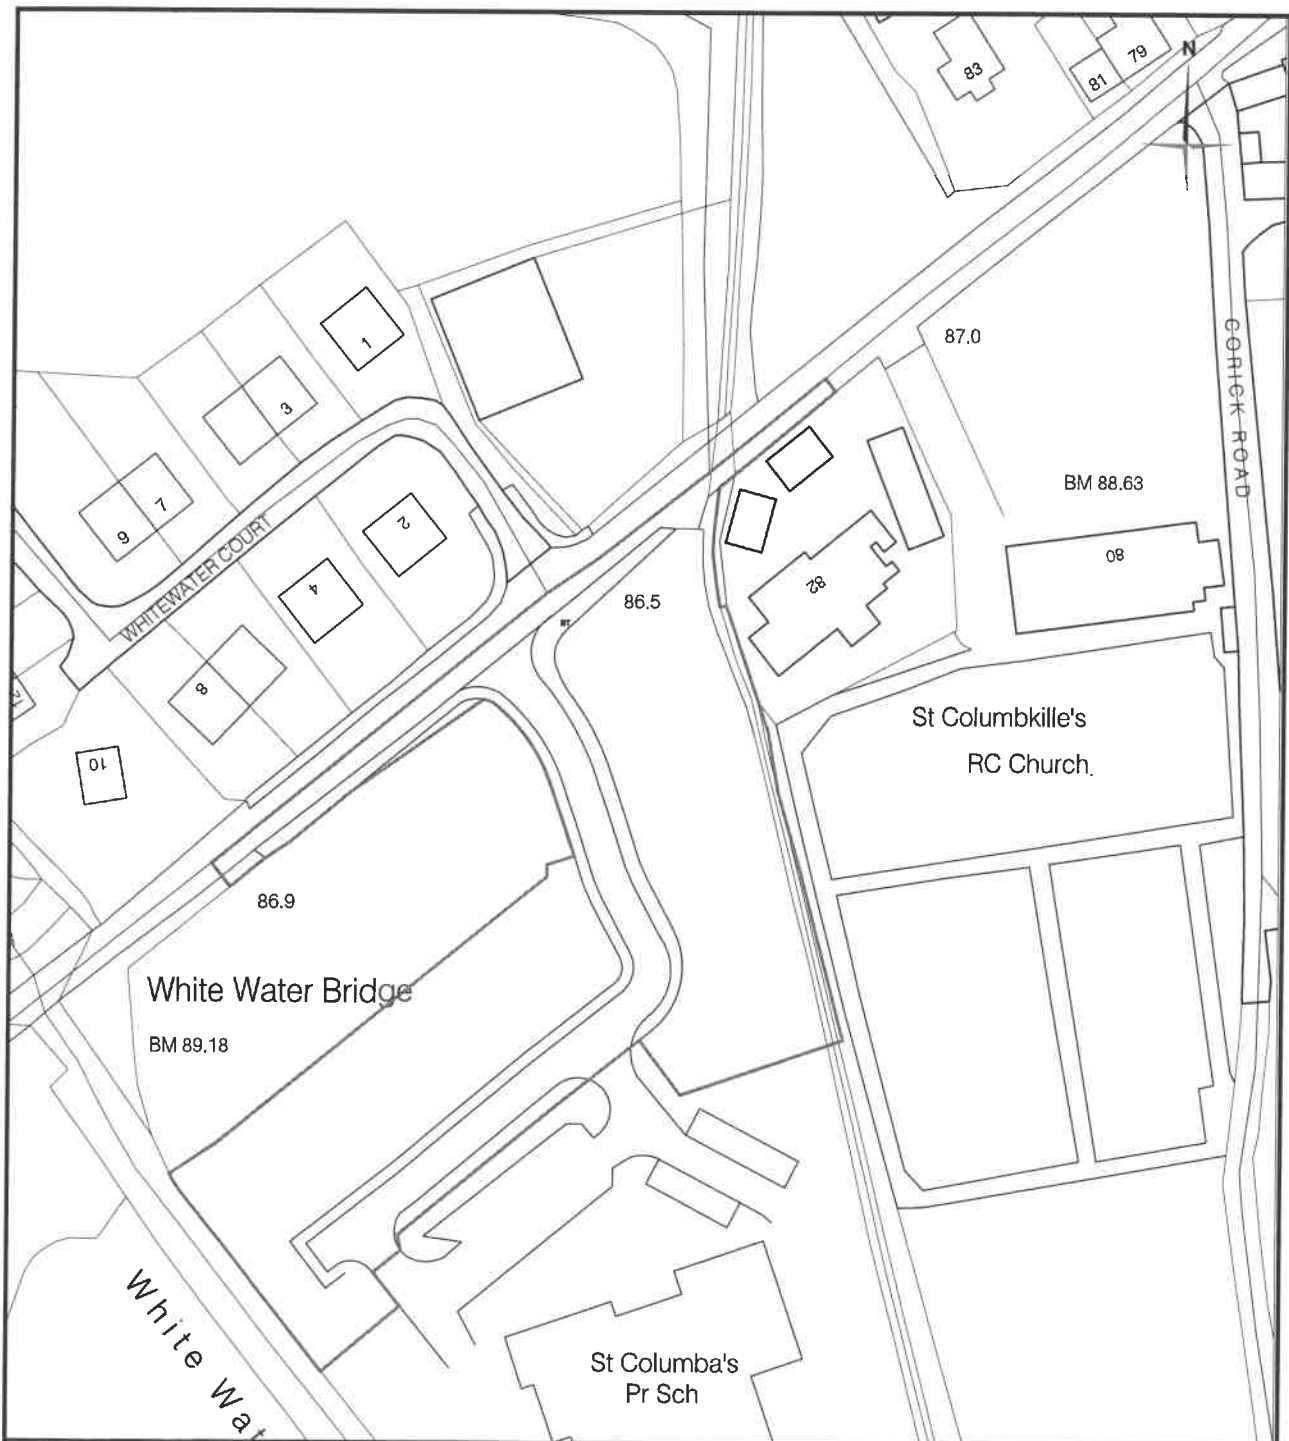 N
83
81
79
1
3
87.0
CORICK ROAD
7
9
2
BM 88.63
80
WHITEWATER COURT
4
86.5
BT
82
8
St Columbkille's
RC Church
12
10
86.9
White Water Bridge
BM 89.18
White Wat
St Columba's
Pr Sch